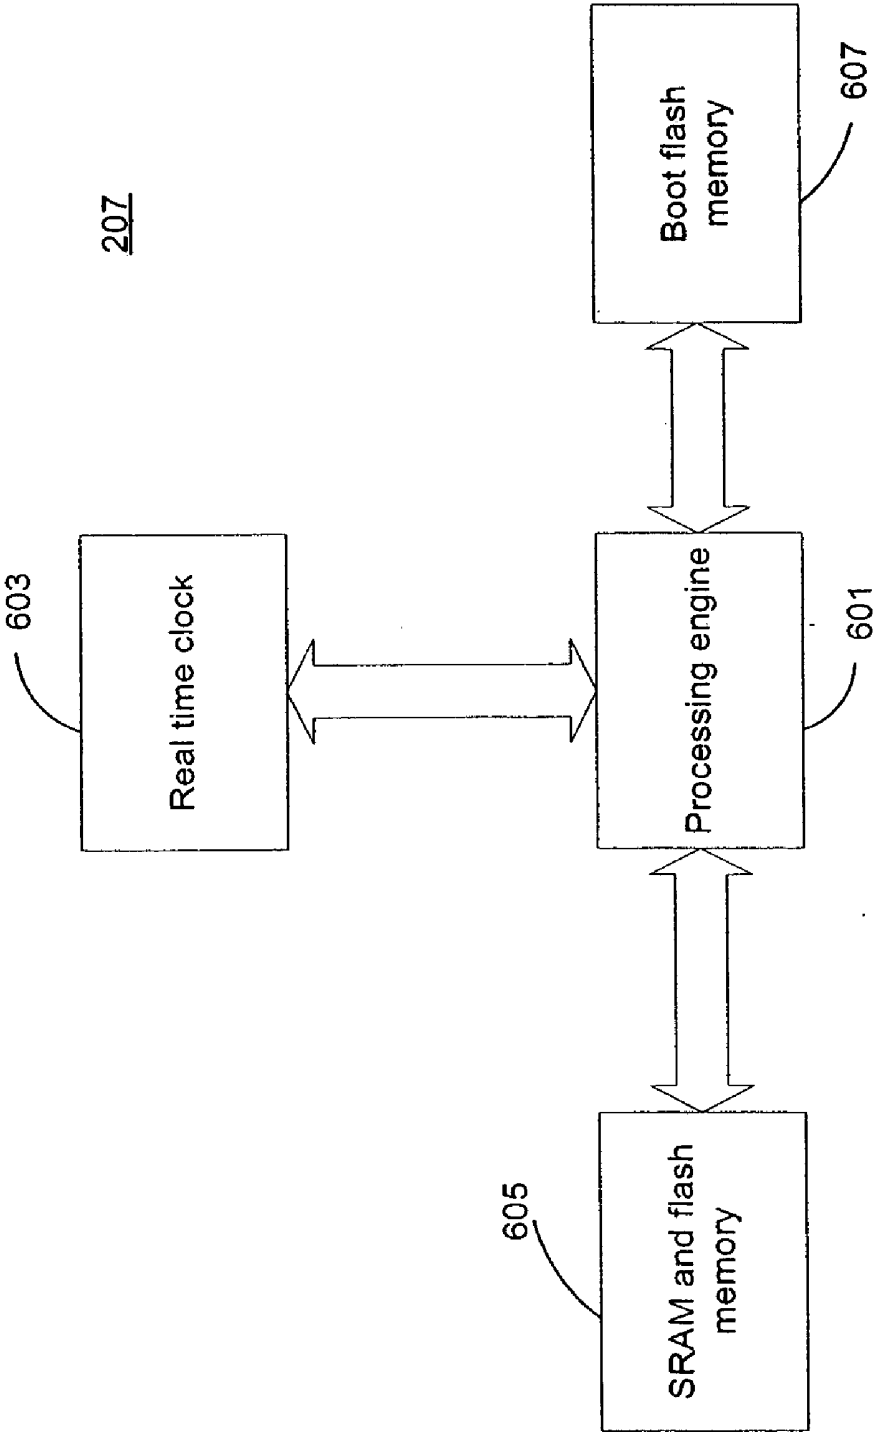 207
603
Real time clock
605
SRAM and flash
memory
Processing engine
601
Boot flash
memory
607